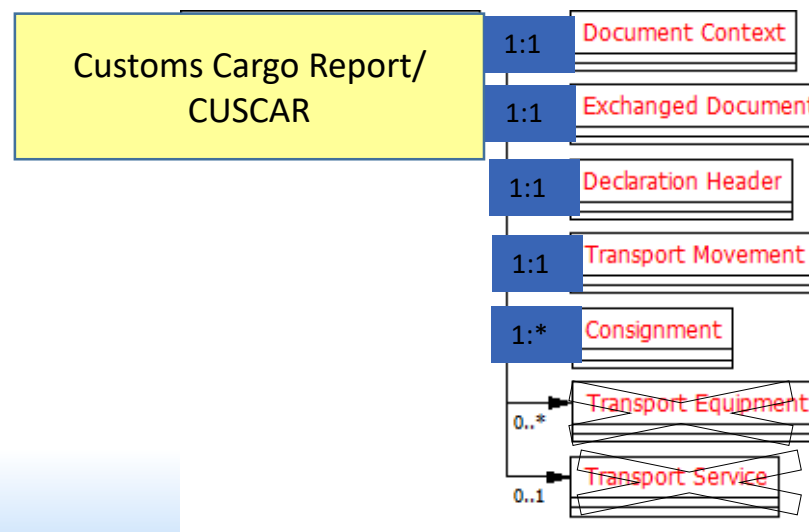 Customs Cargo Report/
CUSCAR
1:1
Document Context
1:1
Exchanged Document
1:1
Declaration Header
1:1
Transport Movement
1:*
Consignment
0..*
Transport Equipment
0..1
Transport Service